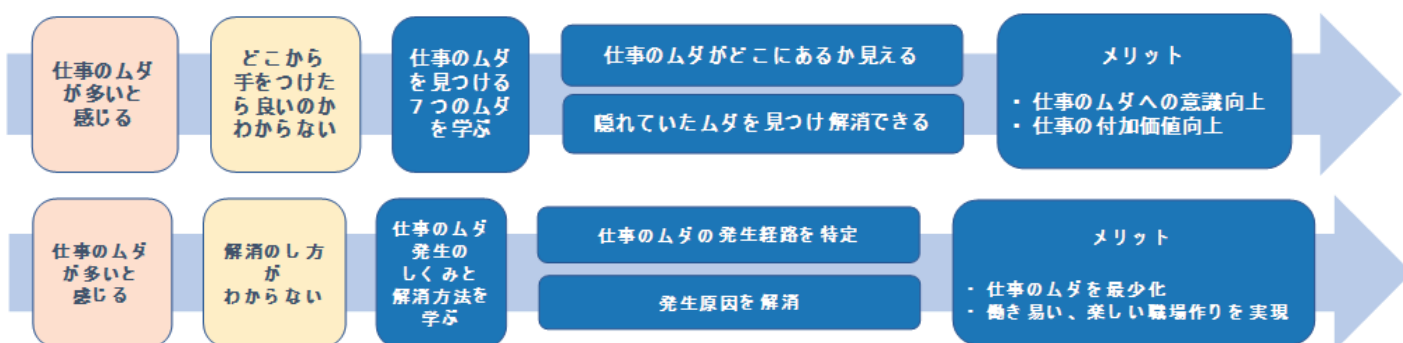 仕事のムダ
が多いと
感じる
どこから
手をつけた
ら良いのか
わからない
仕事のムダ
を見つける
７つのムダ
を学ぶ
仕事のムダがどこにあるか見える
隠れていたムダを見つけ解消できる
メリット
・ 仕事のムダへの意識向上
・ 仕事の付加価値向上
仕事のムダ
が多いと
感じる
解消のし方
が
わからない
仕事のムダ
発生の
しくみと
解消方法を
学ぶ
仕事のムダの発生経路を特定
発生原因を解消
メリット
・ 仕事のムダを最少化
・ 働き易い、楽しい職場作りを実現